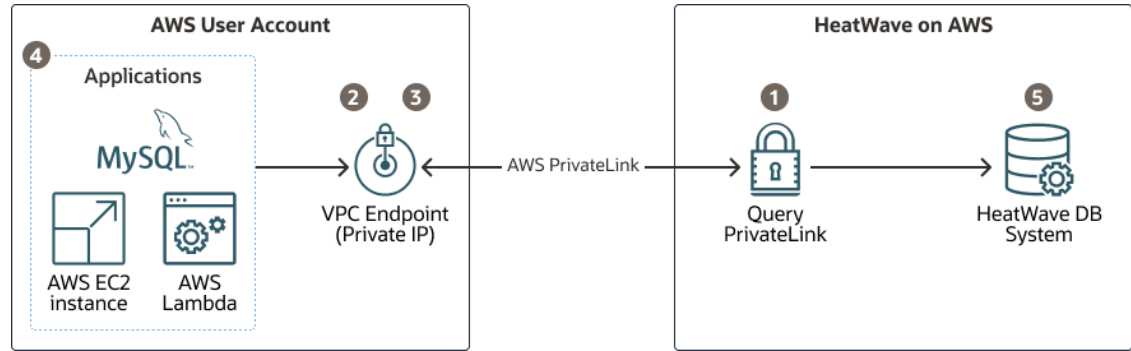 AWS User Account
4
Applications
MySQL™
AWS EC2
instance
AWS
Lambda
2
3
VPC Endpoint
(Private IP)
AWS PrivateLink
HeatWave on AWS
1
Query
PrivateLink
5
HeatWave DB
System